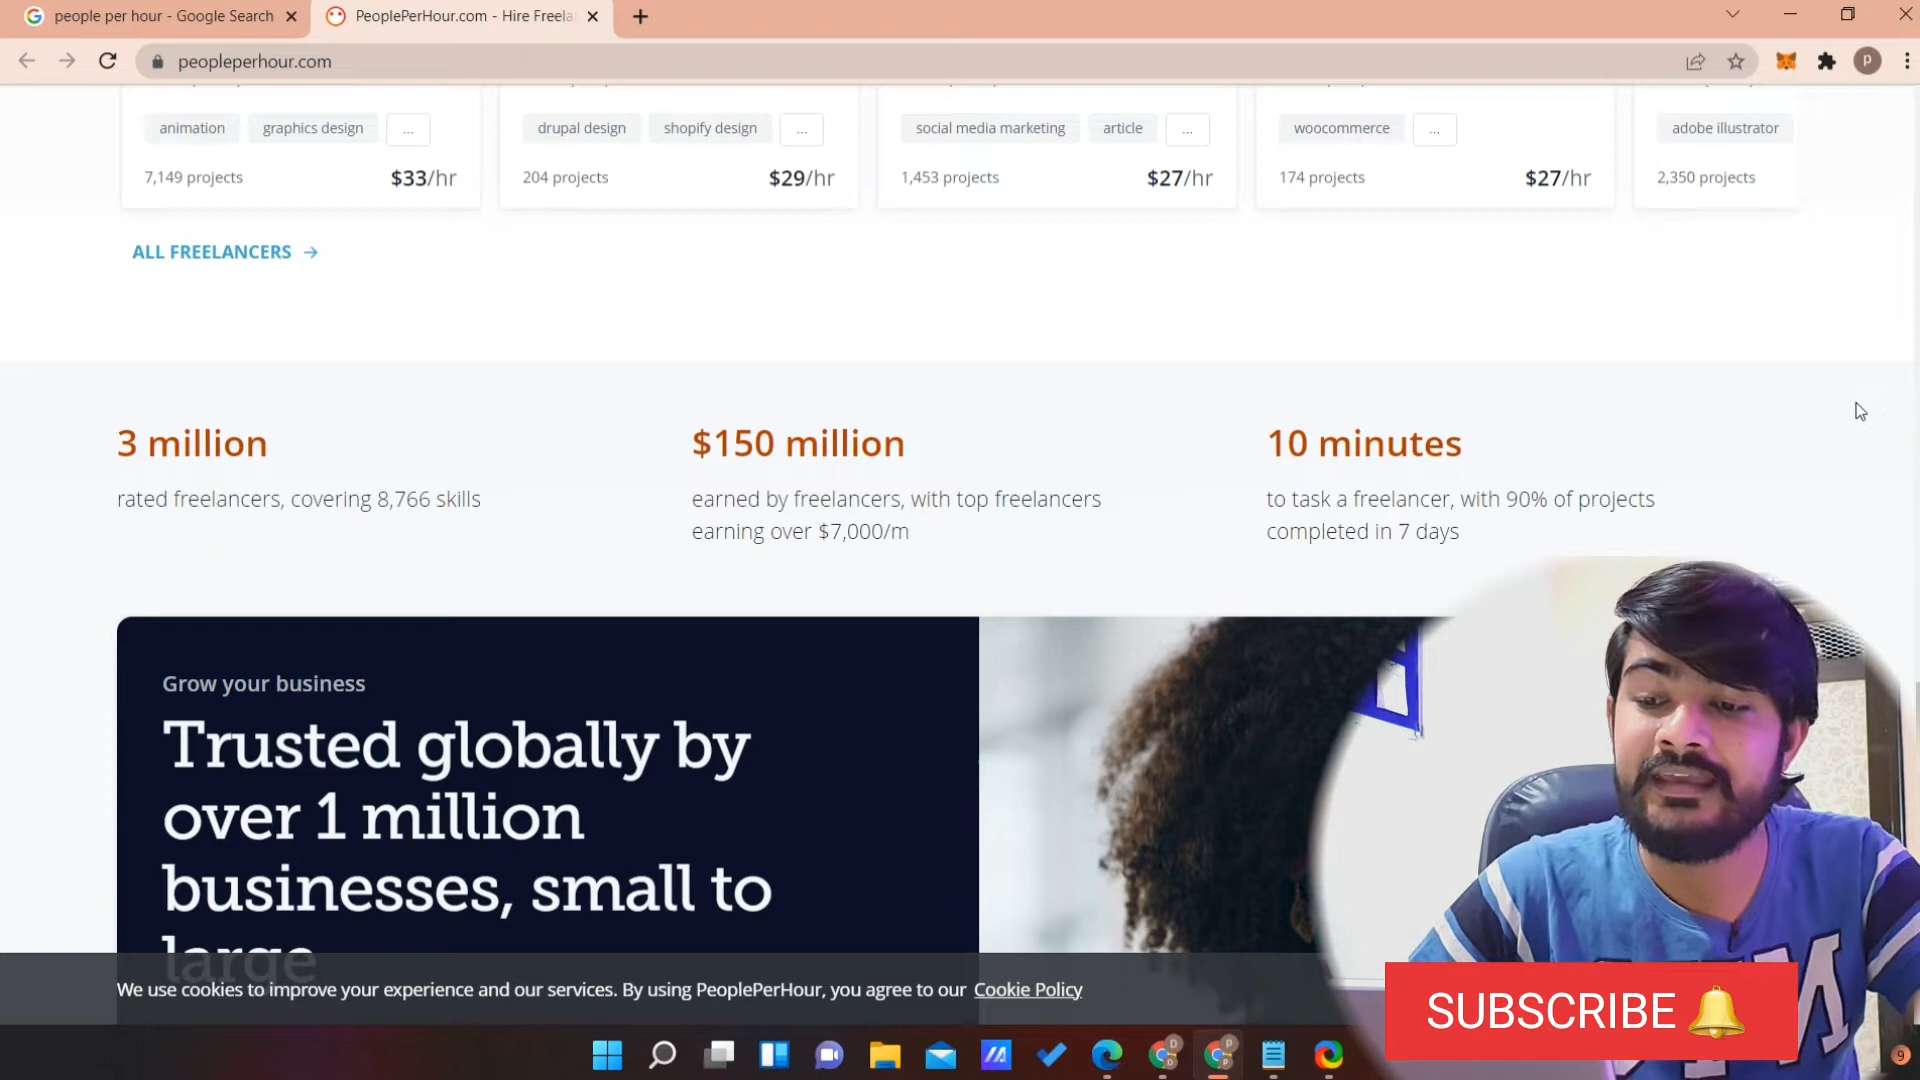 people per hour - Google Search
PeoplePerHour.com - Hire Freela
peopleperhour.com
P
animation
graphics design
...
7,149 projects
$33/hr
drupal design
shopify design
...
204 projects
$29/hr
social media marketing
article
...
1,453 projects
$27/hr
woocommerce
...
174 projects
$27/hr
adobe illustrator
2,350 projects
ALL FREELANCERS →
3 million
rated freelancers, covering 8,766 skills
$150 million
earned by freelancers, with top freelancers
earning over $7,000/m
10 minutes
to task a freelancer, with 90% of projects
completed in 7 days
Grow your business
Trusted globally by
over 1 million
businesses, small to
large
We use cookies to improve your experience and our services. By using PeoplePerHour, you agree to our Cookie Policy
SUBSCRIBE
9